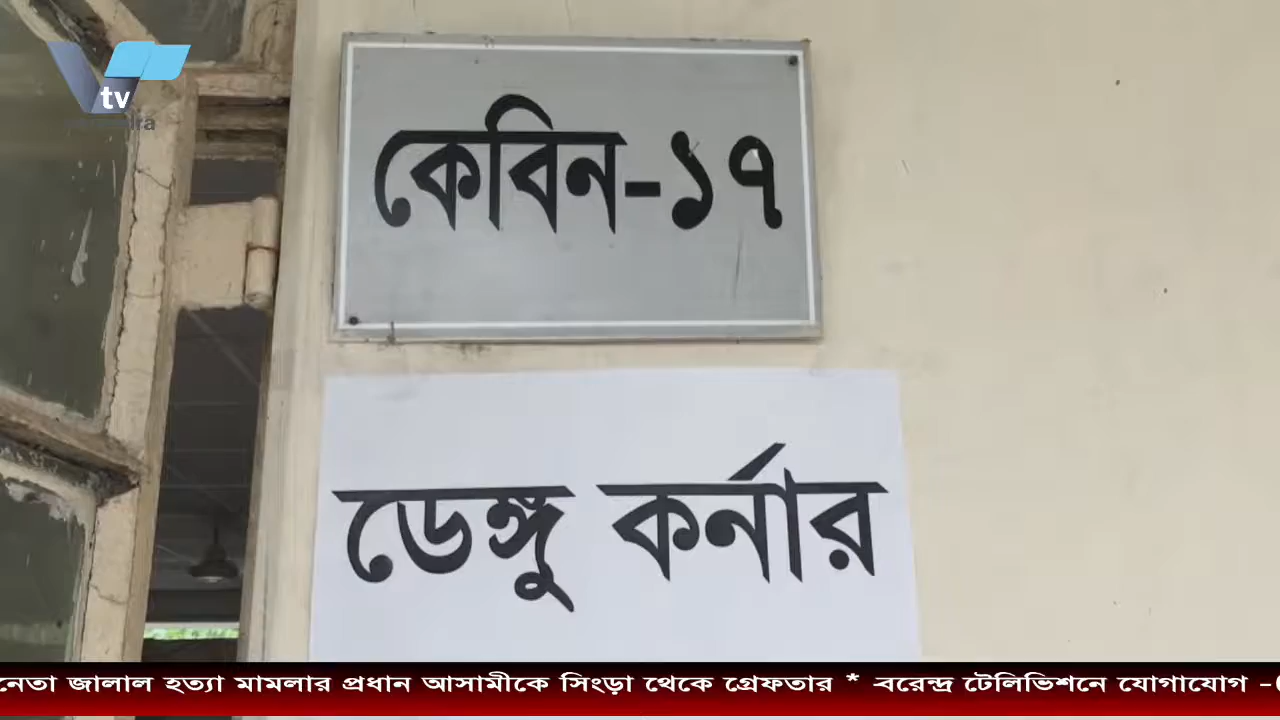 tv
কেবিন-১৭
ডেঙ্গু কর্নার
নেতা জালাল হত্যা মামলার প্রধান আসামীকে সিংড়া থেকে গ্রেফতার * বরেন্দ্র টেলিভিশনে যোগাযোগ -